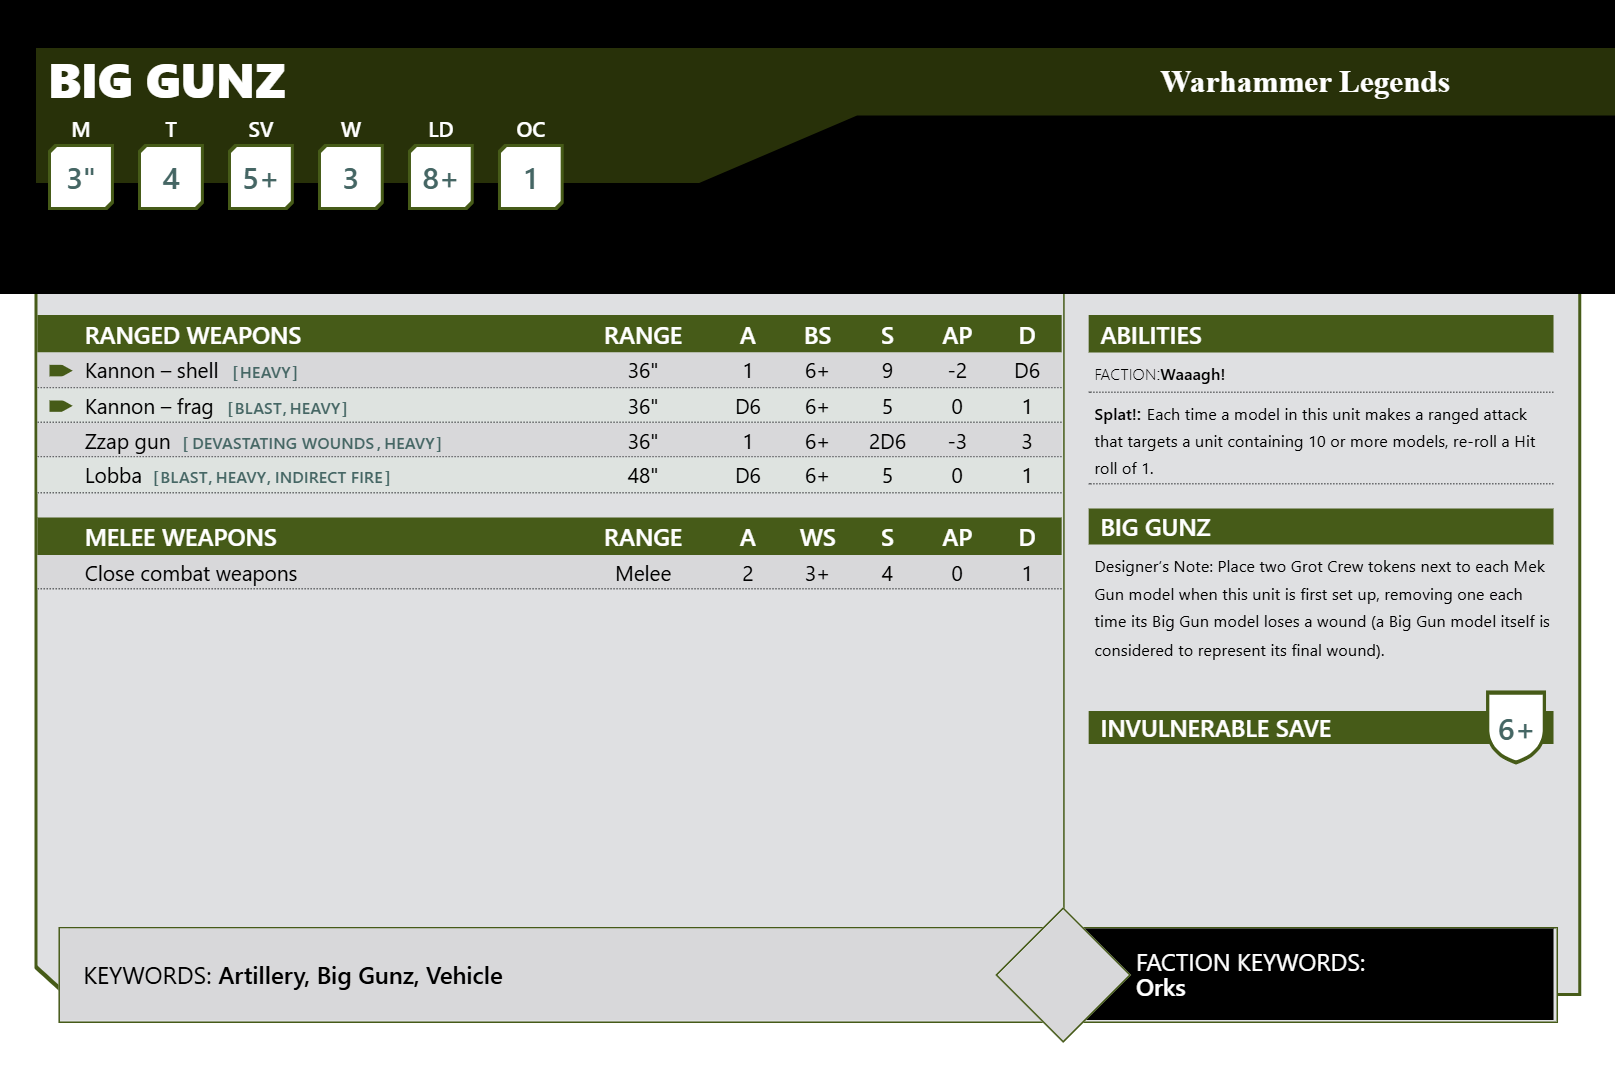 BIG GUNZ
Warhammer Legends
M T SV W LD OC
3" 4 5+ 3 8+ 1
RANGED WEAPONS RANGE A BS S AP D
Kannon – shell [HEAVY] 36" 1 6+ 9 -2 D6
Kannon – frag [BLAST, HEAVY] 36" D6 6+ 5 0 1
Zzap gun [ DEVASTATING WOUNDS , HEAVY] 36" 1 6+ 2D6 -3 3
Lobba [BLAST, HEAVY, INDIRECT FIRE] 48" D6 6+ 5 0 1
MELEE WEAPONS RANGE A WS S AP D
Close combat weapons Melee 2 3+ 4 0 1
ABILITIES
FACTION:Waaagh!
Splat!: Each time a model in this unit makes a ranged attack
that targets a unit containing 10 or more models, re-roll a Hit
roll of 1.
BIG GUNZ
Designer’s Note: Place two Grot Crew tokens next to each Mek
Gun model when this unit is first set up, removing one each
time its Big Gun model loses a wound (a Big Gun model itself is
considered to represent its final wound).
INVULNERABLE SAVE 6+
KEYWORDS: Artillery, Big Gunz, Vehicle
FACTION KEYWORDS:
Orks